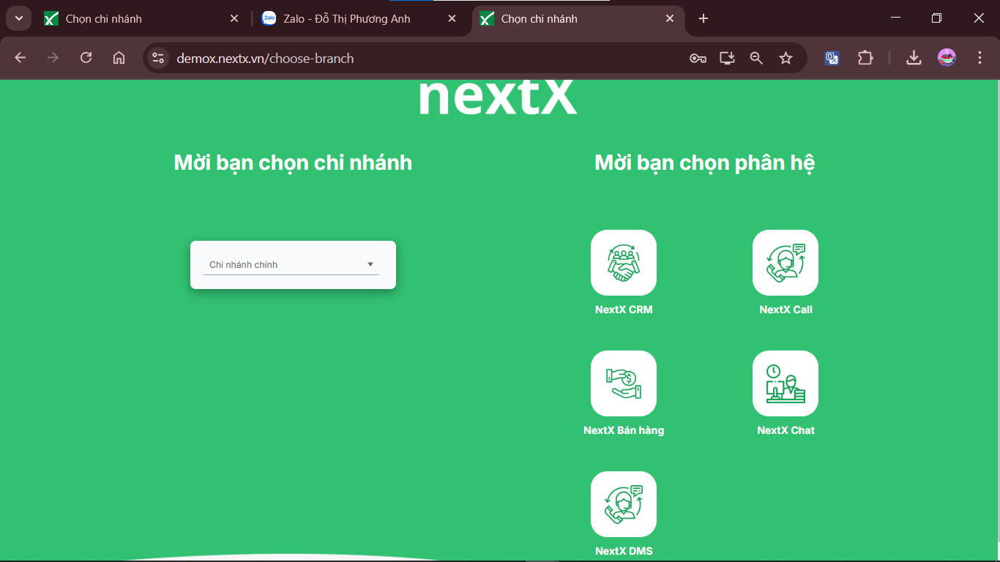 Chọn chi nhánh
Zalo - Đỗ Thị Phương Anh
Chọn chi nhánh
demox.nextx.vn/choose-branch
nextX
Mời bạn chọn chi nhánh
Mời bạn chọn phân hệ
Chi nhánh chính
NextX CRM
NextX Call
NextX Bán hàng
NextX Chat
NextX DMS